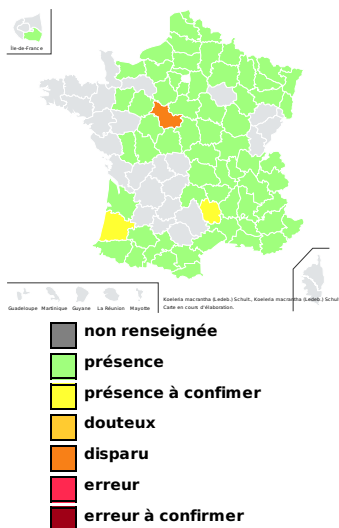 Île-de-France
Koeleria macrantha (Ledeb.) Schult., Koeleria macrantha (Ledeb.) Schul
Carte en cours d'élaboration.
Guadeloupe Martinique Guyane La Réunion Mayotte
non renseignée
présence
présence à confimer
douteux
disparu
erreur
erreur à confirmer